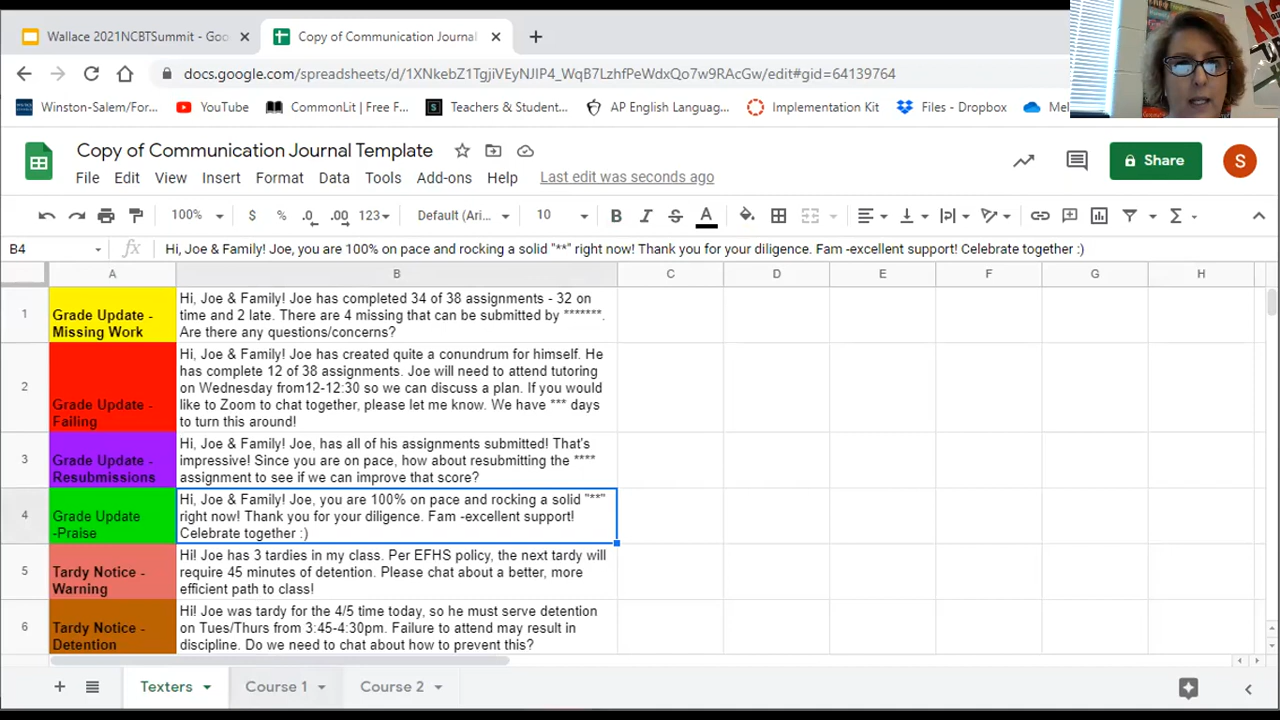 Wallace 2021NCBTSummit - Goo
Copy of Communication Journal
docs.google.com/spreadsheet
Winston-Salem/For...
YouTube
CommonLit | Free r...
Teachers & Student...
AP English Languag...
Implementation Kit
Files - Dropbox
Copy of Communication Journal Template
Share
S
File Edit View Insert Format Data Tools Add-ons Help Last edit was seconds ago
100% $ % .0 .00 123 Default (Ari... 10 B I S A
B4 fx Hi, Joe & Family! Joe, you are 100% on pace and rocking a solid "**" right now! Thank you for your diligence. Fam -excellent support! Celebrate together :)
A B C D E F G H
1
Grade Update -
Missing Work
Hi, Joe & Family! Joe has completed 34 of 38 assignments - 32 on
time and 2 late. There are 4 missing that can be submitted by *******.
Are there any questions/concerns?
2
Grade Update -
Failing
Hi, Joe & Family! Joe has created quite a conundrum for himself. He
has complete 12 of 38 assignments. Joe will need to attend tutoring
on Wednesday from12-12:30 so we can discuss a plan. If you would
like to Zoom to chat together, please let me know. We have *** days
to turn this around!
3
Grade Update -
Resubmissions
Hi, Joe & Family! Joe, has all of his assignments submitted! That's
impressive! Since you are on pace, how about resubmitting the ****
assignment to see if we can improve that score?
4
Grade Update
-Praise
Hi, Joe & Family! Joe, you are 100% on pace and rocking a solid "**"
right now! Thank you for your diligence. Fam -excellent support!
Celebrate together :)
5
Tardy Notice -
Warning
Hi! Joe has 3 tardies in my class. Per EFHS policy, the next tardy will
require 45 minutes of detention. Please chat about a better, more
efficient path to class!
6
Tardy Notice -
Detention
Hi! Joe was tardy for the 4/5 time today, so he must serve detention
on Tues/Thurs from 3:45-4:30pm. Failure to attend may result in
discipline. Do we need to chat about how to prevent this?
Texters Course 1 Course 2